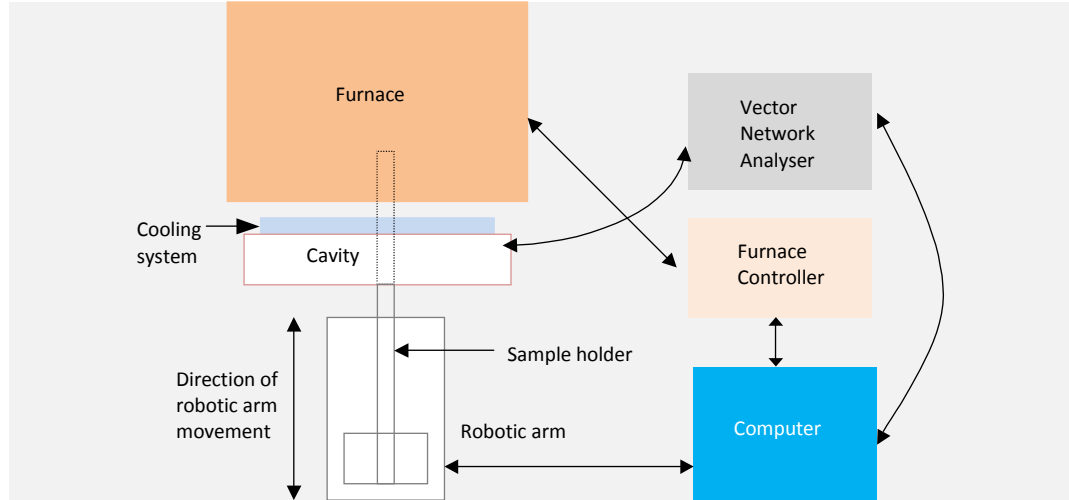 Furnace
Vector
Network
Analyser
Cooling
system
Cavity
Furnace
Controller
Sample holder
Direction of
robotic arm
movement
Robotic arm
Computer